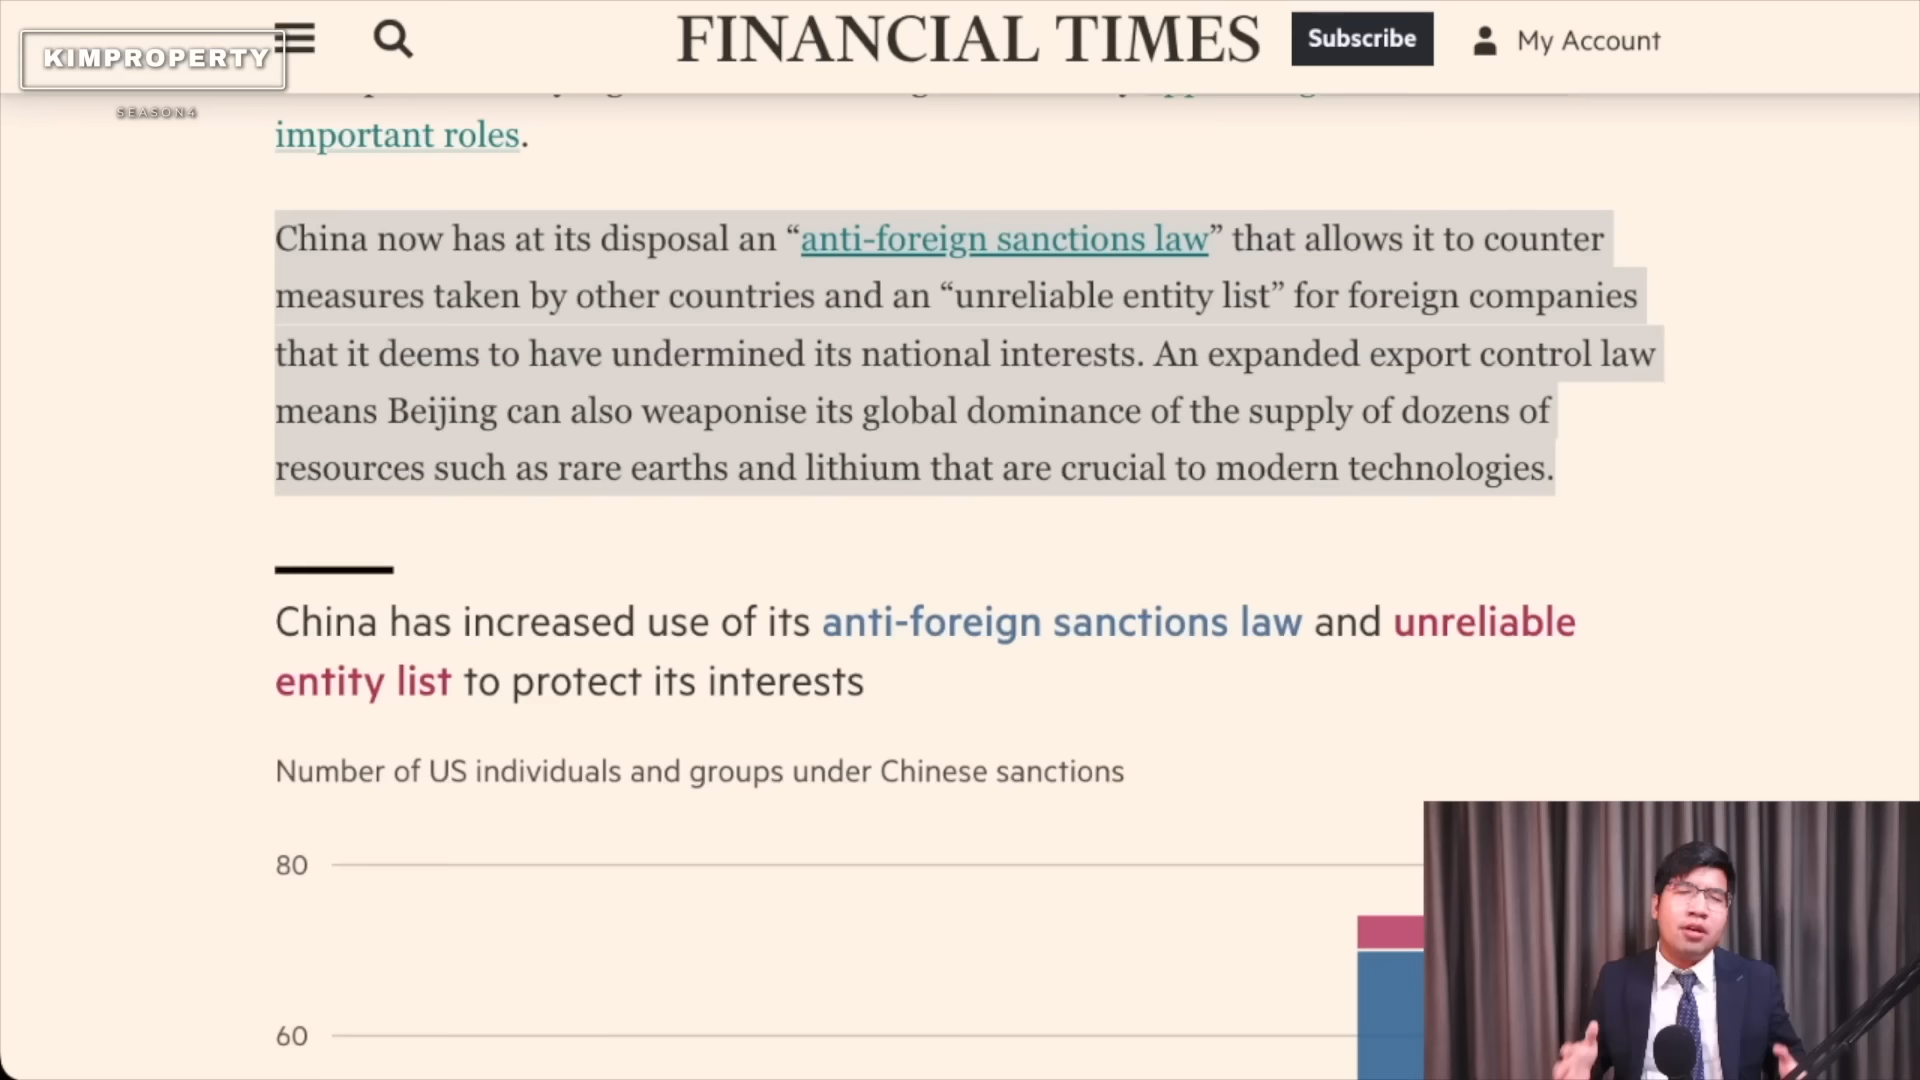 KIMPROPERTY
SEASON4
FINANCIAL TIMES
Subscribe
My Account
important roles.
China now has at its disposal an “anti-foreign sanctions law” that allows it to counter
measures taken by other countries and an “unreliable entity list” for foreign companies
that it deems to have undermined its national interests. An expanded export control law
means Beijing can also weaponise its global dominance of the supply of dozens of
resources such as rare earths and lithium that are crucial to modern technologies.
China has increased use of its anti-foreign sanctions law and unreliable
entity list to protect its interests
Number of US individuals and groups under Chinese sanctions
80
60